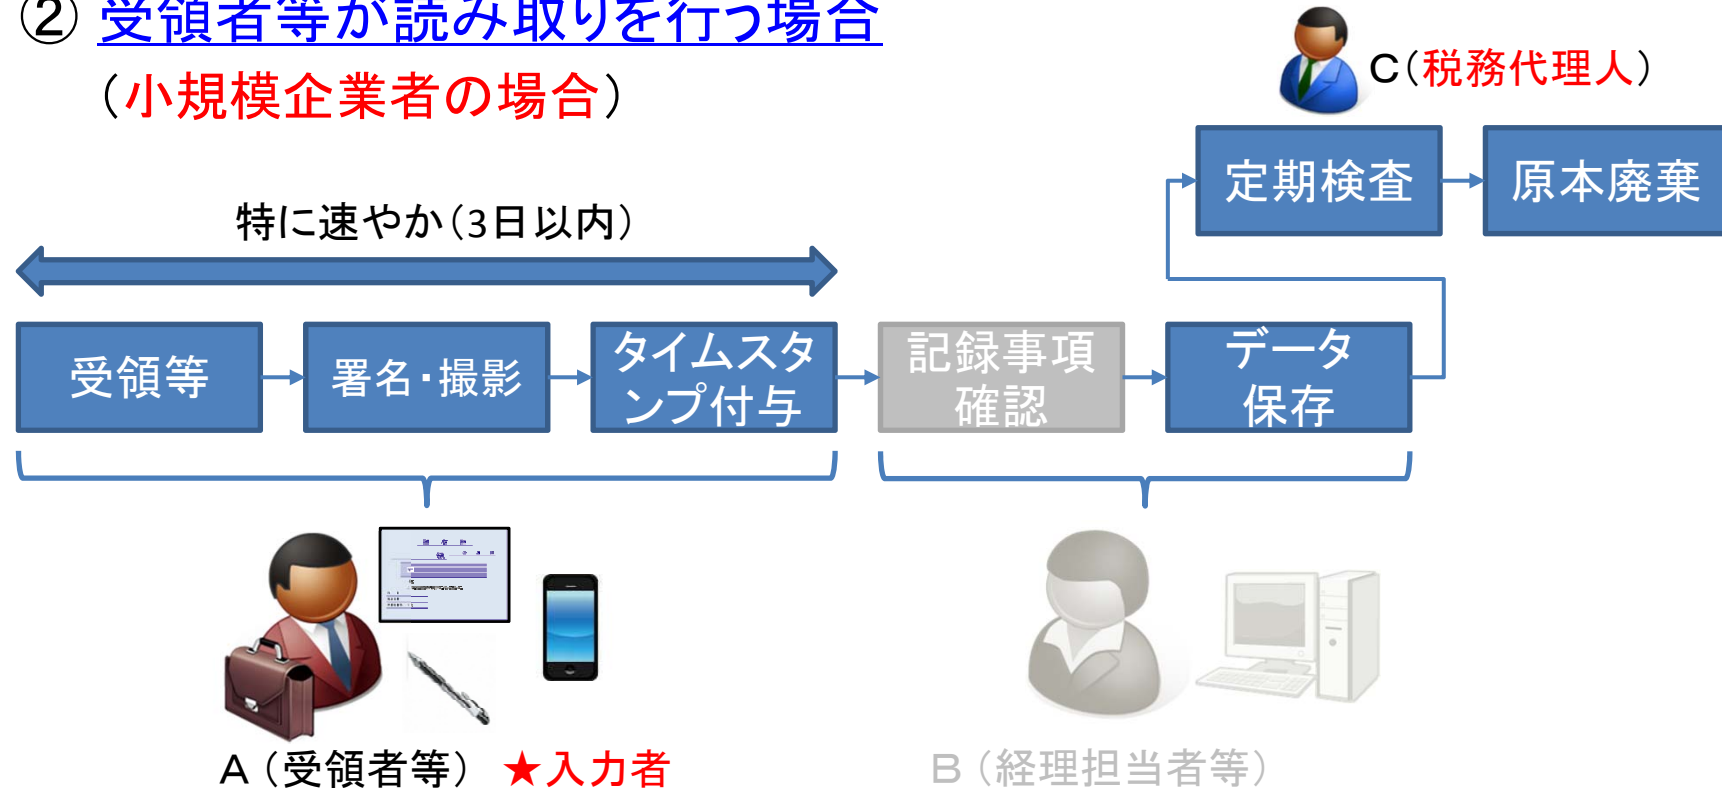 ② 受領者等が読み取りを行う場合
（小規模企業者の場合）
C（税務代理人）
定期検査
原本廃棄
特に速やか（3日以内）
受領等
署名・撮影
タイムスタ
ンプ付与
記録事項
確認
データ
保存
A（受領者等） ★入力者
B（経理担当者等）